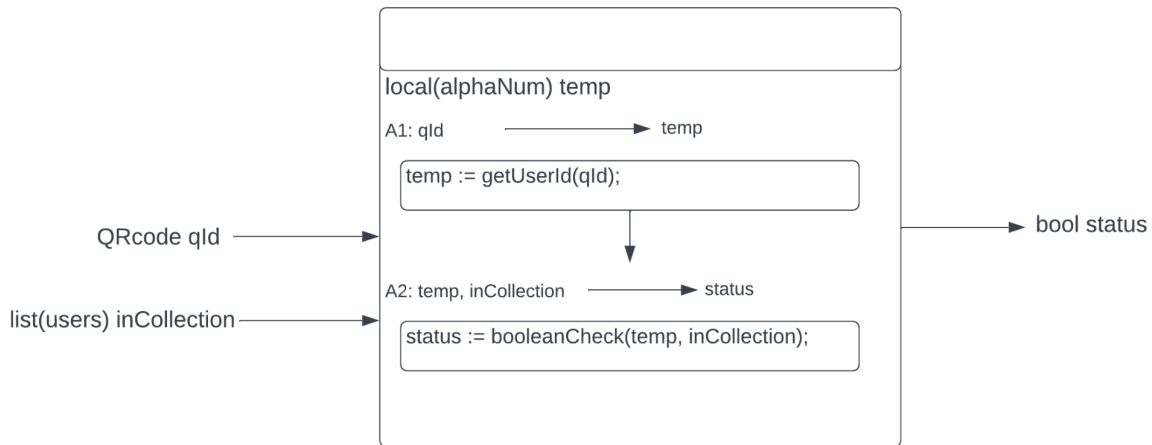 local(alphaNum) temp
A1: qId temp
temp := getUserId(qId);
QRcode qId
bool status
A2: temp, inCollection status
list(users) inCollection
status := booleanCheck(temp, inCollection);